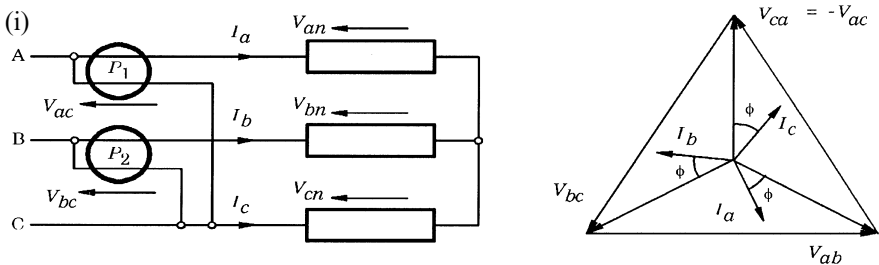 (i)
A
P1
Vac
Ia
Van
B
P2
Vbc
Ib
Vbn
C
Ic
Vcn
Vca = -Vac
ϕ
Ic
Ib
ϕ
ϕ
Ia
Vbc
Vab